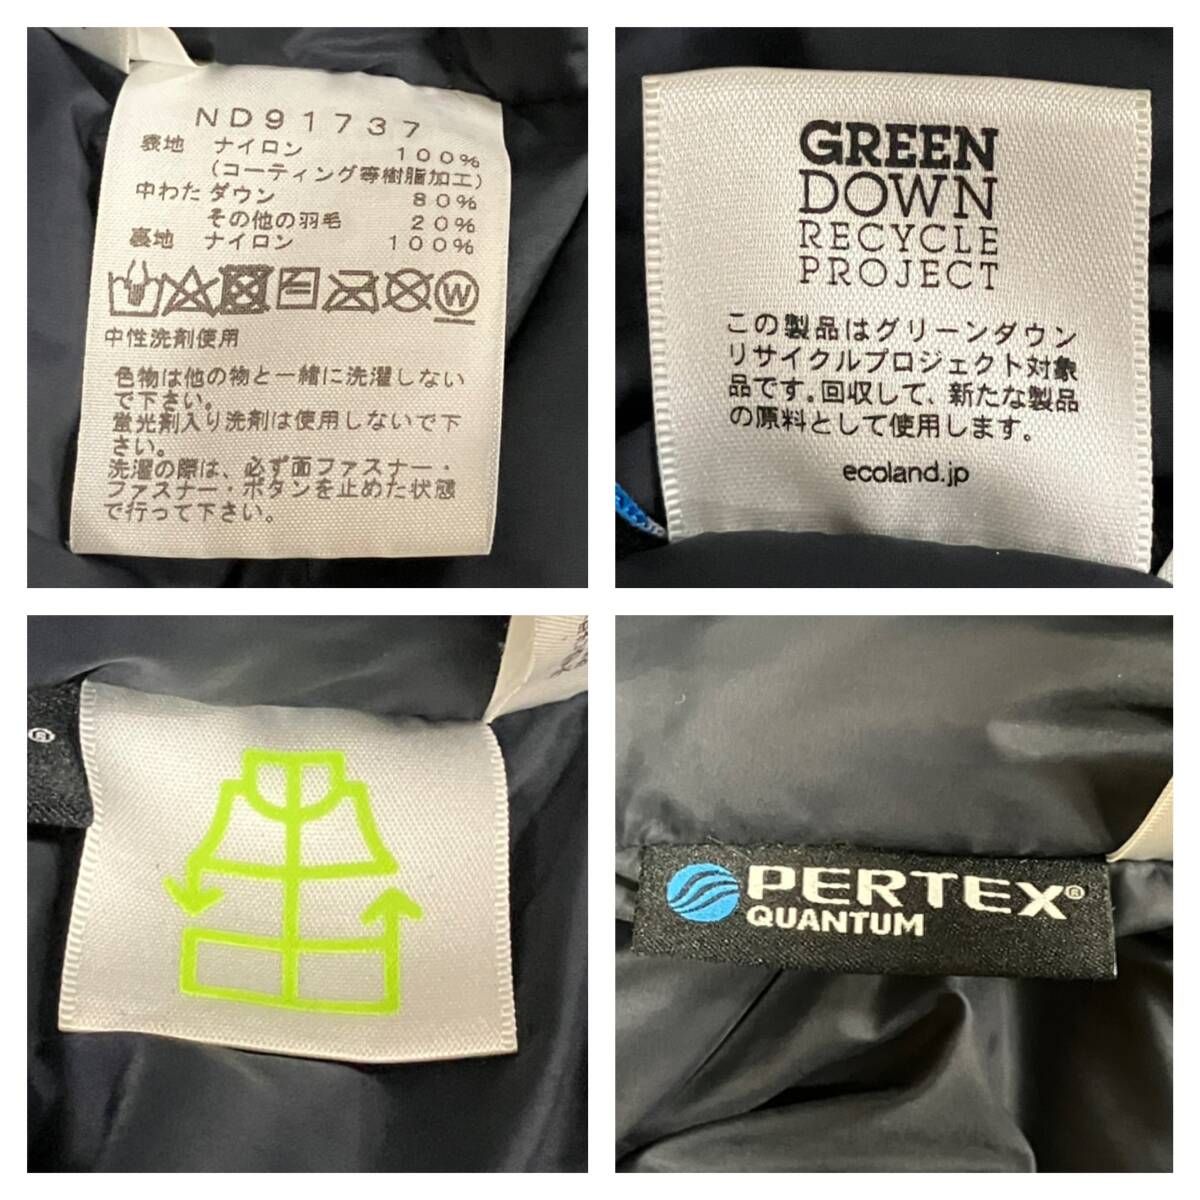 ND91737
表地 ナイロン 100%
(コーティング等樹脂加工)
中わた ダウン 80%
その他の羽毛 20%
裏地 ナイロン 100%
W
中性洗剤使用
色物は他の物と一緒に洗濯しない
で下さい。
蛍光剤入り洗剤は使用しないで下
さい。
洗濯の際は、必ず面ファスナー・
ファスナー・ボタンを止めた状態
で行って下さい。
GREEN
DOWN
RECYCLE
PROJECT
この製品はグリーンダウン
リサイクルプロジェクト対象
品です。回収して、新たな製品
の原料として使用します。
ecoland.jp
®
PERTEX®
QUANTUM